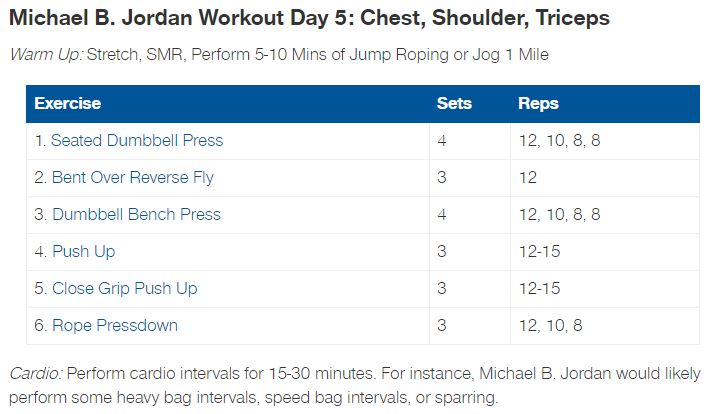 Michael B. Jordan Workout Day 5: Chest, Shoulder, Triceps
Warm Up: Stretch, SMR, Perform 5-10 Mins of Jump Roping or Jog 1 Mile
Exercise Sets Reps
1. Seated Dumbbell Press 4 12, 10, 8, 8
2. Bent Over Reverse Fly 3 12
3. Dumbbell Bench Press 4 12, 10, 8, 8
4. Push Up 3 12-15
5. Close Grip Push Up 3 12-15
6. Rope Pressdown 3 12, 10, 8
Cardio: Perform cardio intervals for 15-30 minutes. For instance, Michael B. Jordan would likely
perform some heavy bag intervals, speed bag intervals, or sparring.